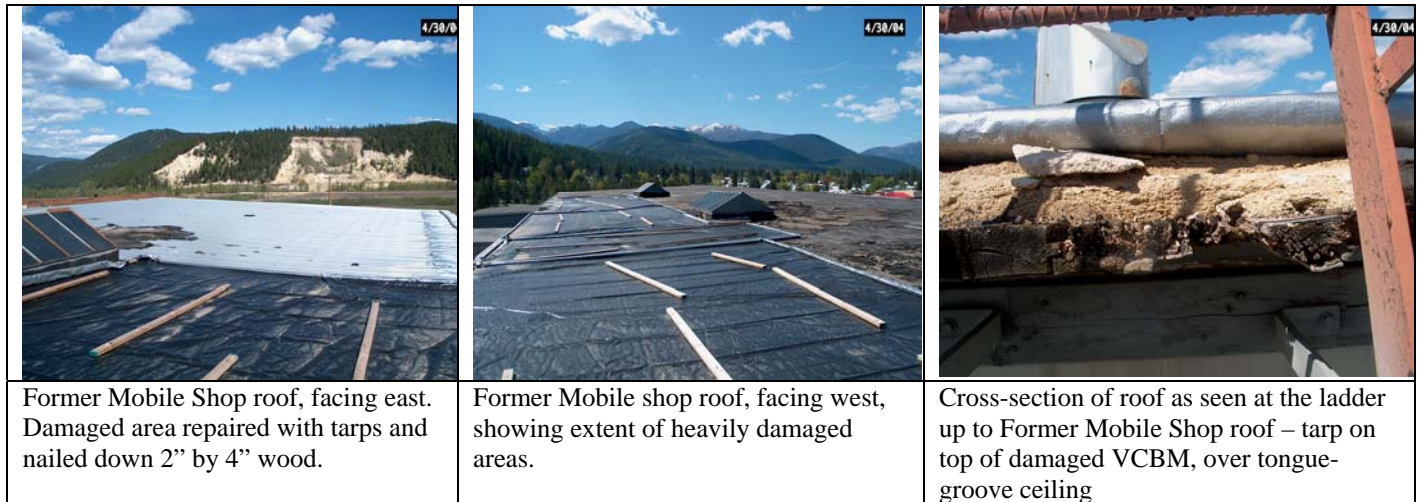 4/30/0
4/30/04
4/30/04
Former Mobile Shop roof, facing east.
Damaged area repaired with tarps and
nailed down 2” by 4” wood.
Former Mobile shop roof, facing west,
showing extent of heavily damaged
areas.
Cross-section of roof as seen at the ladder
up to Former Mobile Shop roof – tarp on
top of damaged VCBM, over tongue-
groove ceiling